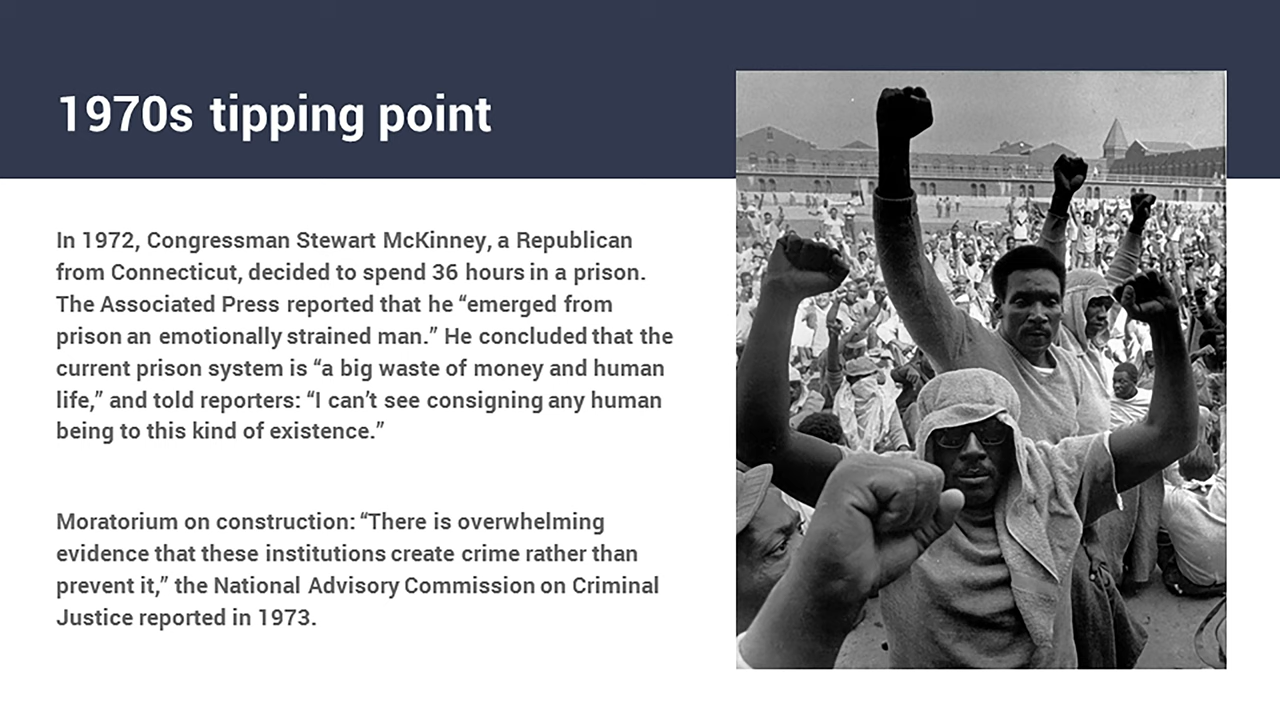 1970s tipping point
In 1972, Congressman Stewart McKinney, a Republican
from Connecticut, decided to spend 36 hours in a prison.
The Associated Press reported that he “emerged from
prison an emotionally strained man.” He concluded that the
current prison system is “a big waste of money and human
life,” and told reporters: “I can’t see consigning any human
being to this kind of existence.”
Moratorium on construction: “There is overwhelming
evidence that these institutions create crime rather than
prevent it,” the National Advisory Commission on Criminal
Justice reported in 1973.